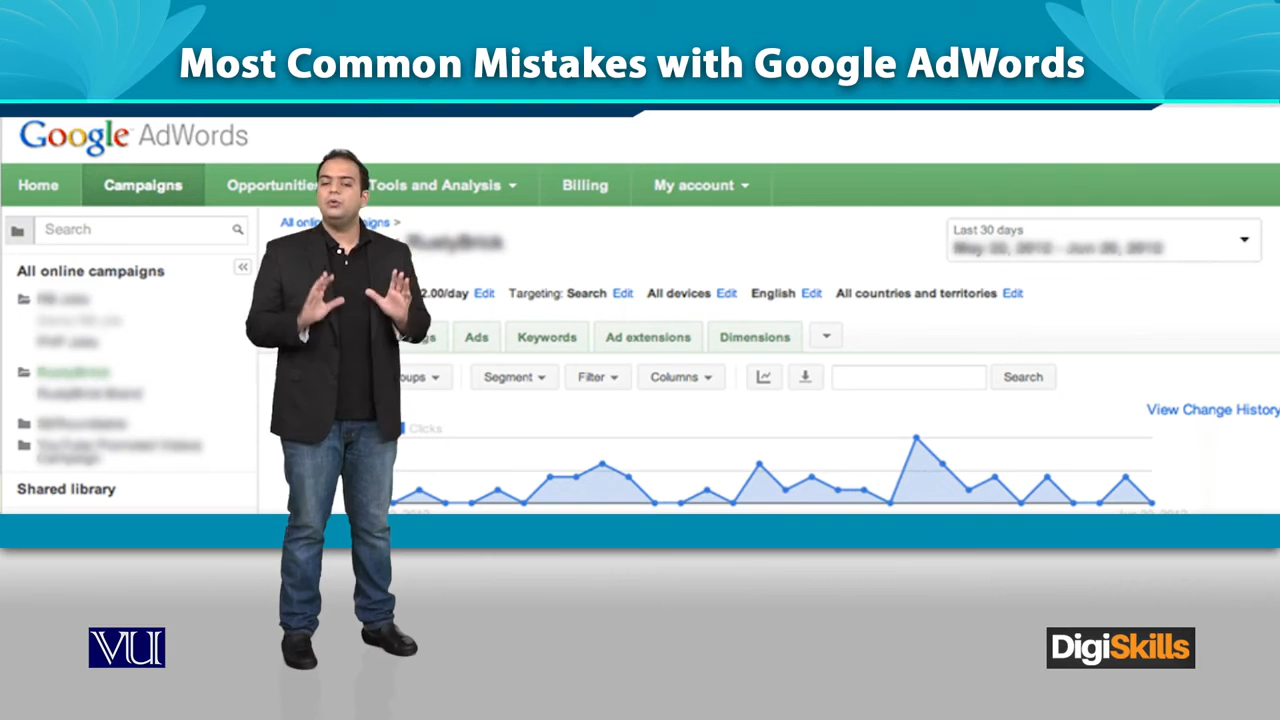 Most Common Mistakes with Google AdWords
Google AdWords
Home Campaigns Opportunities Tools and Analysis Billing My account
Search
All online campaigns >
Last 30 days
All online campaigns
2.00/day Edit Targeting: Search Edit All devices Edit English Edit All countries and territories Edit
Ads Keywords Ad extensions Dimensions
Segment Filter Columns Search
View Change History
Clicks
Shared library
VU
DigiSkills